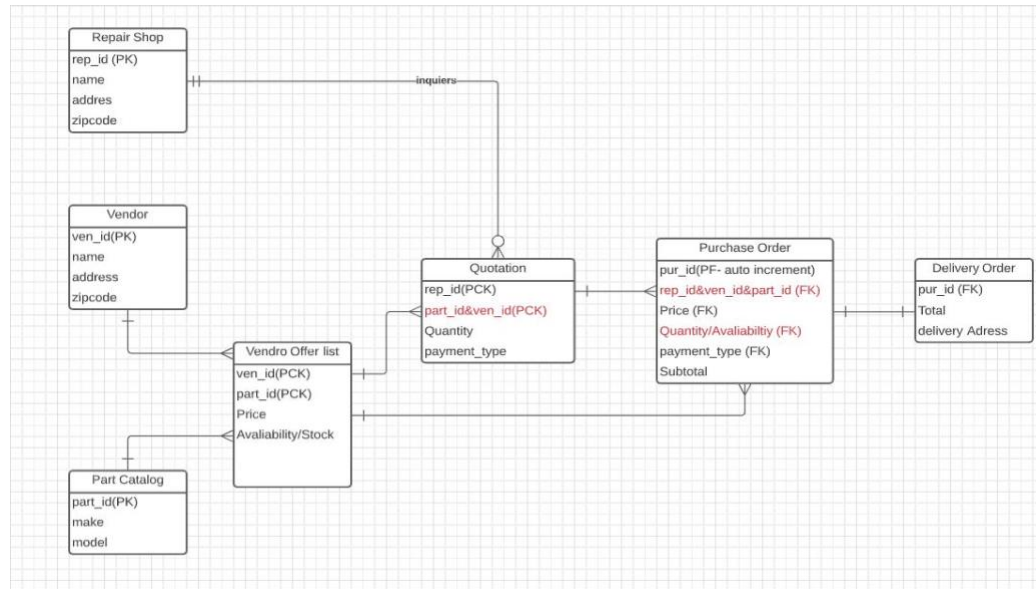 Repair Shop
rep_id (PK)
name
addres
zipcode
inquiers
Vendor
ven_id(PK)
name
address
zipcode
Vendro Offer list
ven_id(PCK)
part_id(PCK)
Price
Avaliability/Stock
Part Catalog
part_id(PK)
make
model
Quotation
rep_id(PCK)
part_id&ven_id(PCK)
Quantity
payment_type
Purchase Order
pur_id(PF- auto increment)
rep_id&ven_id&part_id (FK)
Price (FK)
Quantity/Avaliabiltiy (FK)
payment_type (FK)
Subtotal
Delivery Order
pur_id (FK)
Total
delivery Adress